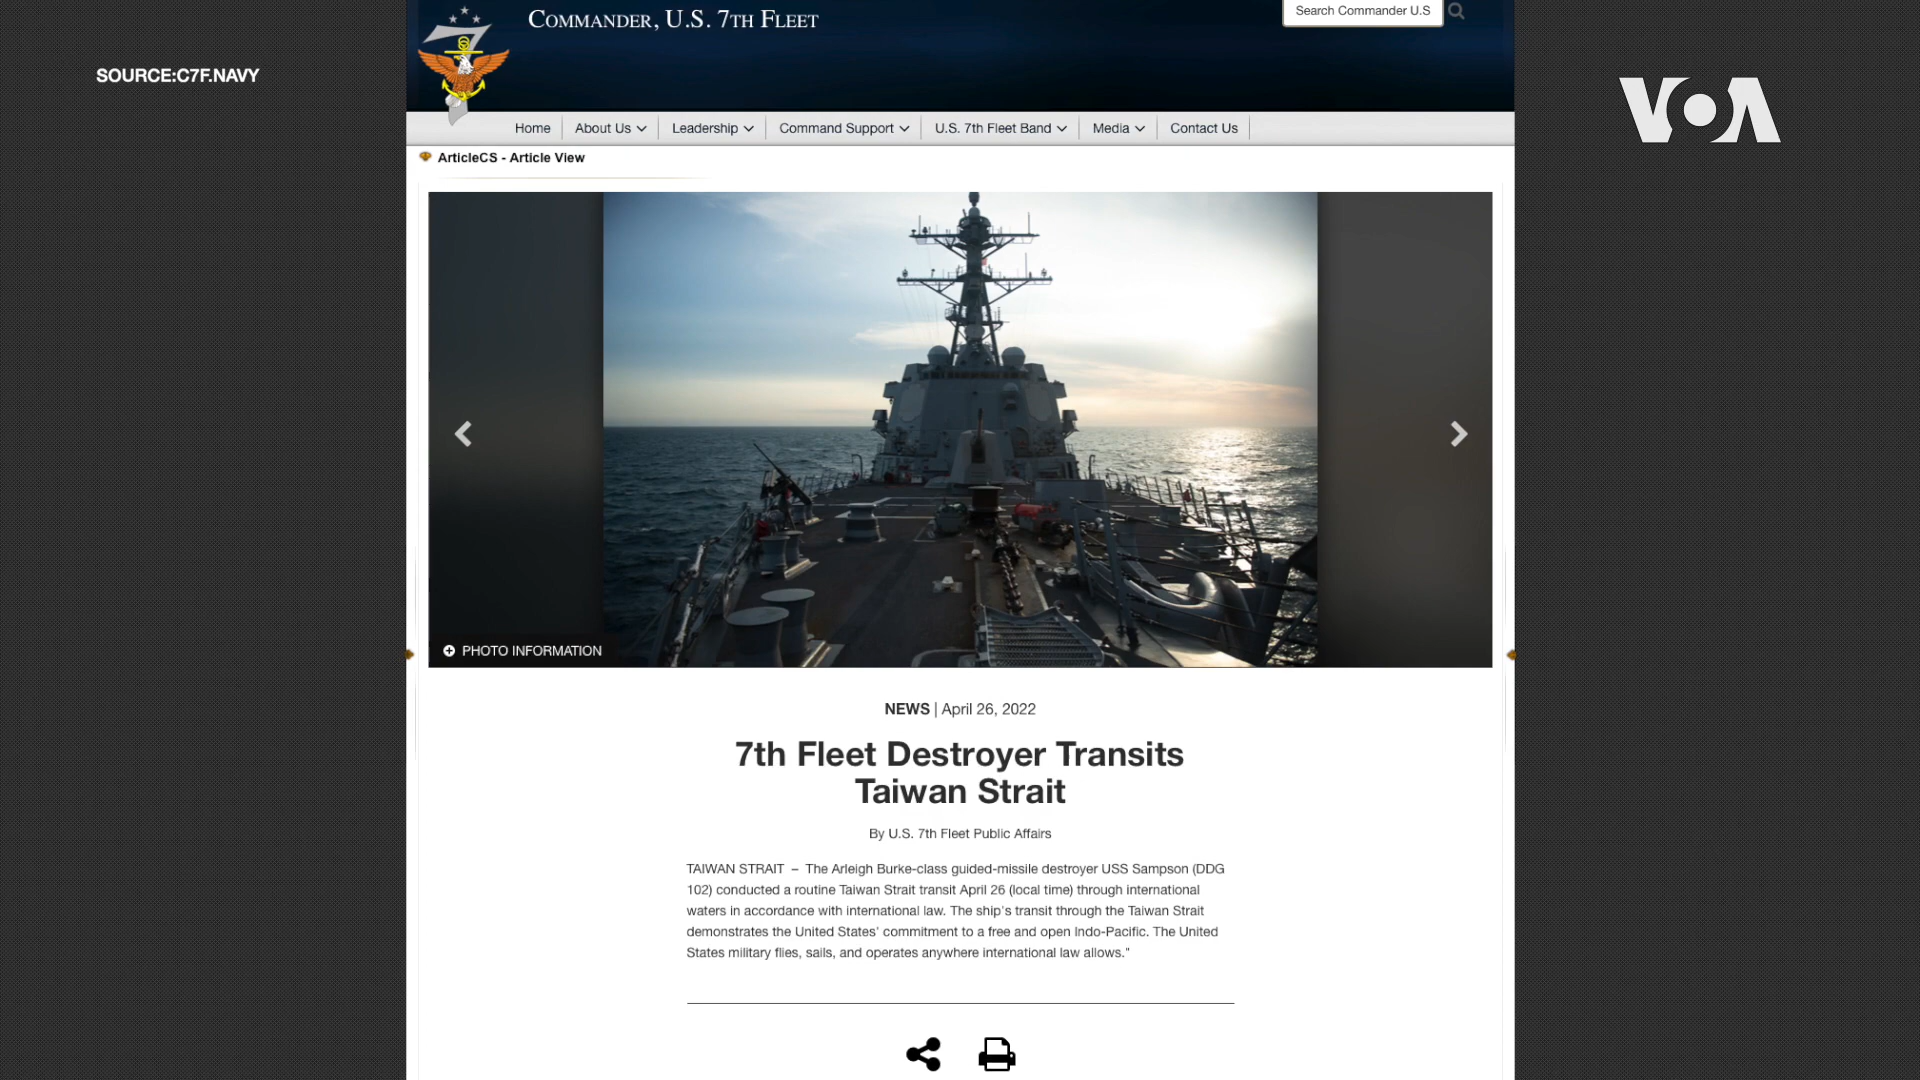 COMMANDER, U.S. 7TH FLEET
Search Commander U.S
SOURCE:C7F.NAVY
VOA
Home About Us Leadership Command Support U.S. 7th Fleet Band Media Contact Us
ArticleCS - Article View
PHOTO INFORMATION
NEWS | April 26, 2022
7th Fleet Destroyer Transits
Taiwan Strait
By U.S. 7th Fleet Public Affairs
TAIWAN STRAIT – The Arleigh Burke-class guided-missile destroyer USS Sampson (DDG
102) conducted a routine Taiwan Strait transit April 26 (local time) through international
waters in accordance with international law. The ship's transit through the Taiwan Strait
demonstrates the United States' commitment to a free and open Indo-Pacific. The United
States military flies, sails, and operates anywhere international law allows."